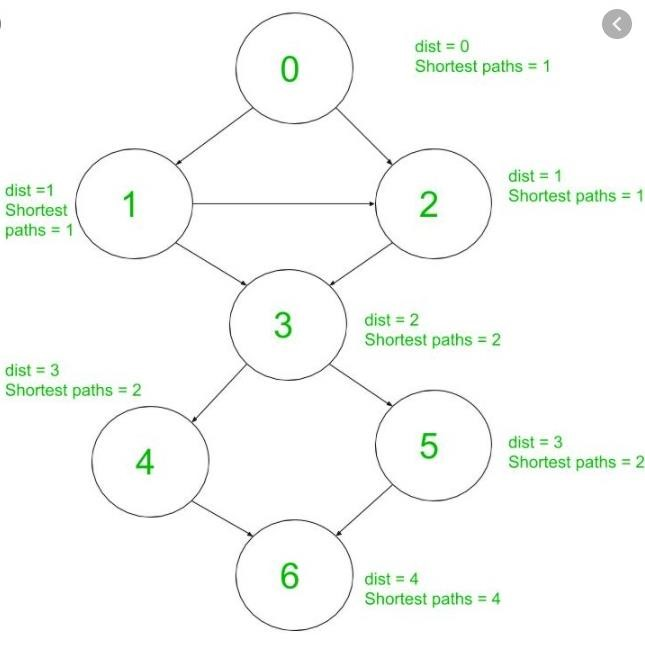 0
dist = 0
Shortest paths = 1
dist =1
Shortest
paths = 1
1
2
dist = 1
Shortest paths = 1
3
dist = 2
Shortest paths = 2
dist = 3
Shortest paths = 2
4
5
dist = 3
Shortest paths = 2
6
dist = 4
Shortest paths = 4